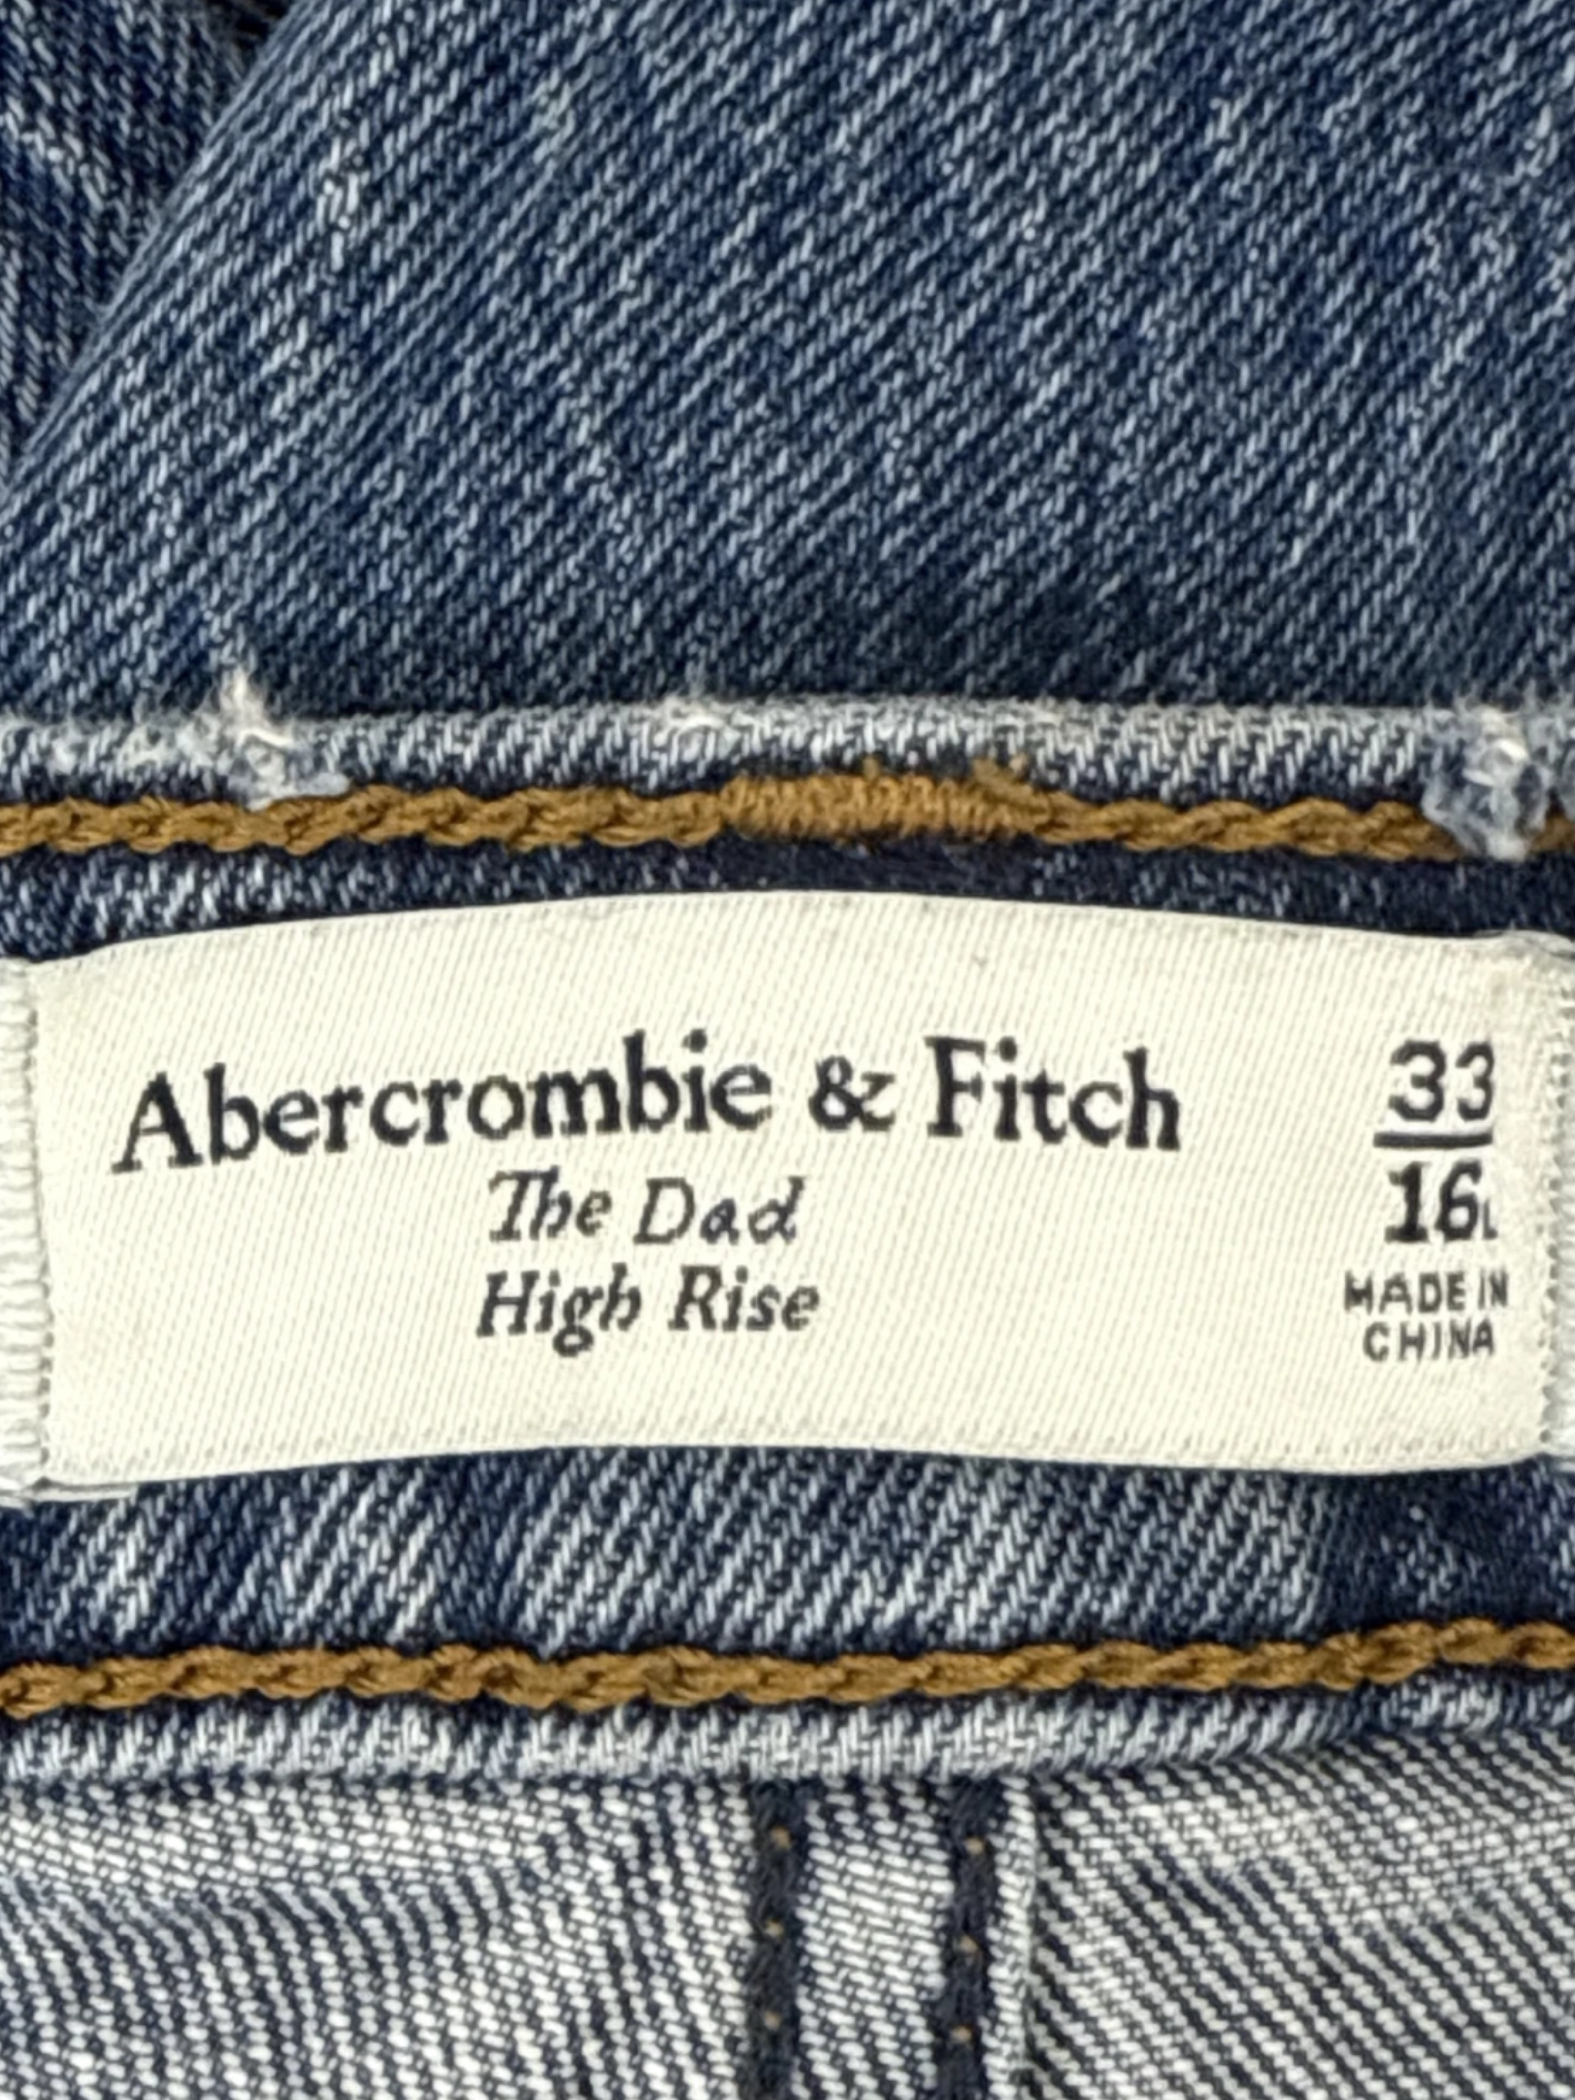 Abercrombie & Fitch
The Dad
High Rise
33
16L
MADE IN
CHINA